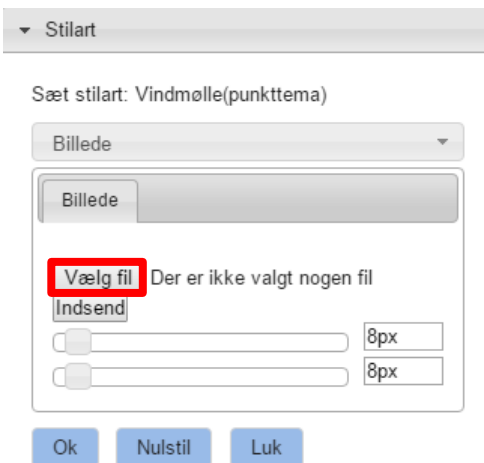 Stilart
Sæt stilart: Vindmølle(punkttema)
Billede
Billede
Vælg fil Der er ikke valgt nogen fil
Indsend
8px
8px
Ok Nulstil Luk